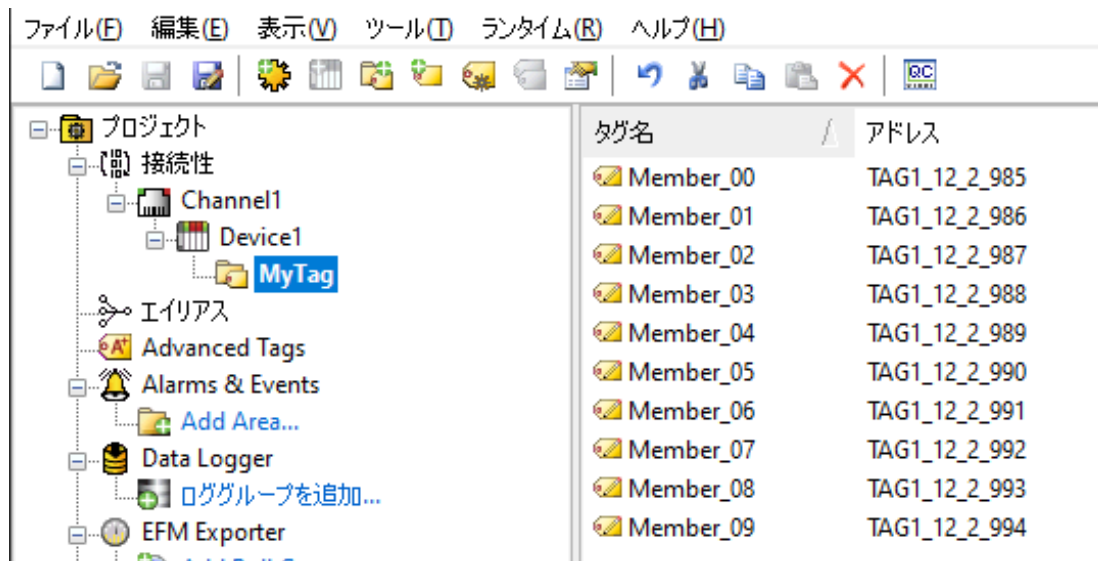 ファイル(F) 編集(E) 表示(V) ツール(T) ランタイム(R) ヘルプ(H)
QC
プロジェクト
接続性
Channel1
Device1
MyTag
エイリアス
Advanced Tags
Alarms & Events
Add Area...
Data Logger
ロググループを追加...
EFM Exporter
タグ名 アドレス
Member_00 TAG1_12_2_985
Member_01 TAG1_12_2_986
Member_02 TAG1_12_2_987
Member_03 TAG1_12_2_988
Member_04 TAG1_12_2_989
Member_05 TAG1_12_2_990
Member_06 TAG1_12_2_991
Member_07 TAG1_12_2_992
Member_08 TAG1_12_2_993
Member_09 TAG1_12_2_994